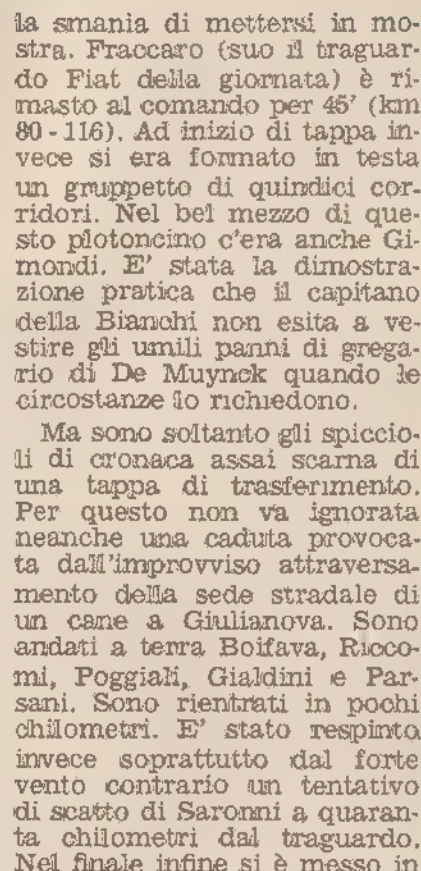 la smania di mettersi in mo-
stra. Fraccaro (suo il traguar-
do Fiat della giornata) è ri-
masto al comando per 45' (km
80 - 116). Ad inizio di tappa in-
vece si era formato in testa
un gruppetto di quindici cor-
ridori. Nel bel mezzo di que-
sto plotoncino c'era anche Gi-
mondi. E' stata la dimostra-
zione pratica che il capitano
della Bianchi non esita a ve-
stire gli umili panni di grega-
rio di De Muynck quando le
circostanze lo richiedono.
Ma sono soltanto gli spiccio-
li di cronaca assai scarna di
una tappa di trasferimento.
Per questo non va ignorata
neanche una caduta provoca-
ta dall'improvviso attraversa-
mento della sede stradale di
un cane a Giulianova. Sono
andati a terra Boifava, Ricco-
mi, Poggiali, Gialdini e Par-
sani. Sono rientrati in pochi
chilometri. E' stato respinto
invece soprattutto dal forte
vento contrario un tentativo
di scatto di Saronni a quaran-
ta chilometri dal traguardo.
Nel finale infine si è messo in